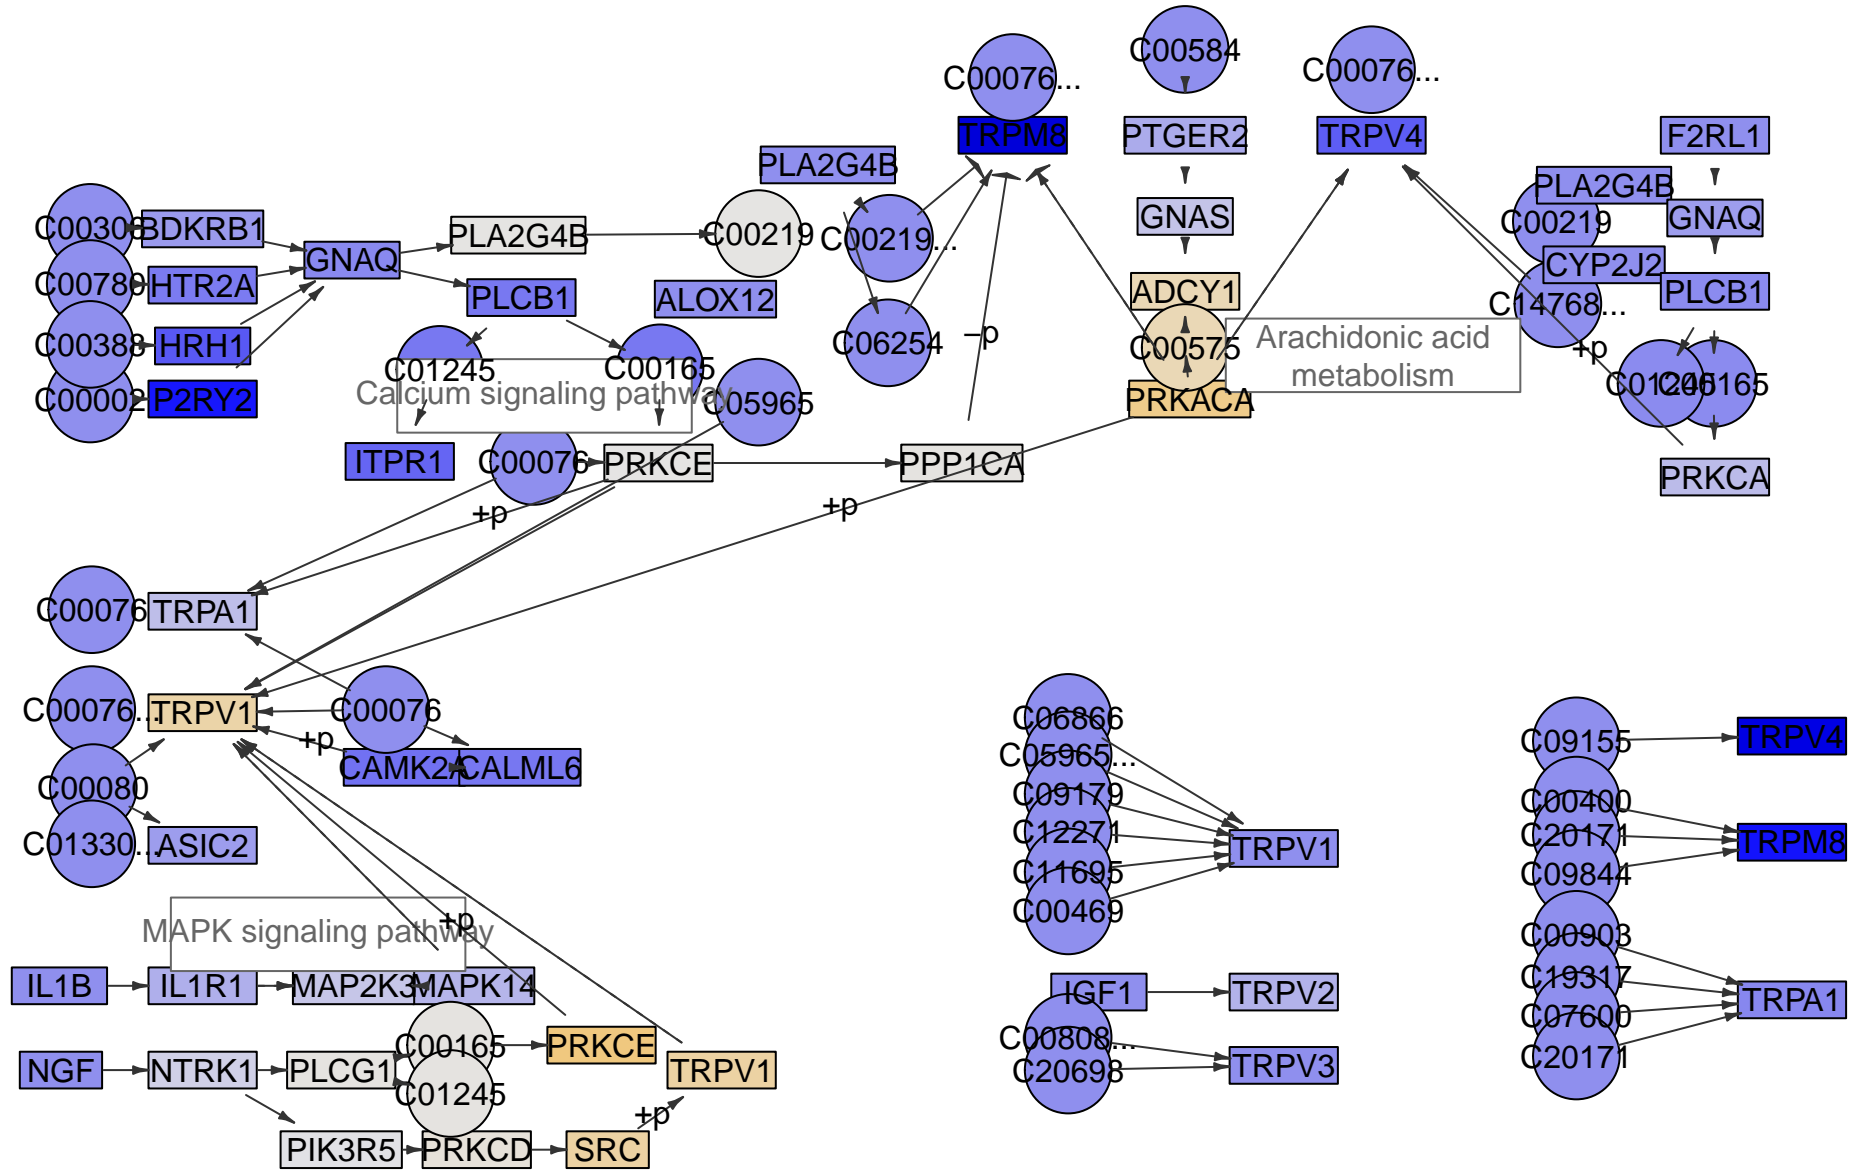 C00584
C00076...
C00076...
TRPM8
PTGER2
TRPV4
F2RL1
PLA2G4B
PLA2G4B
C00219
GNAS
GNAQ
BDKRB1
PLA2G4B
C00219
C00219...
GNAQ
CYP2J2
C00780
HTR2A
PLCB1
ALOX12
ADCY1
C14768...
PLCB1
C00388
HRH1
C06254
–p
C00575
Arachidonic acid
metabolism
+p
C01245
C00165
Calcium signaling pathway
C00002
P2RY2
C05965
PRKACA
C01245
C00165
ITPR1
C00076
PRKCE
PPP1CA
PRKCA
+p
+p
C00076
TRPA1
C00076...
TRPV1
C00076
+p
CAMK2A
CALML6
C00080
C01330...
ASIC2
C06866
C05965...
C09179
C12271
C11695
C00469
TRPV1
C09155
TRPV4
C00400
C20171
C09844
TRPM8
MAPK signaling pathway
+p
C00903
C19317
C07600
C20171
TRPA1
IL1B
IL1R1
MAP2K3
MAPK14
IGF1
TRPV2
C00808...
C20698
TRPV3
NGF
NTRK1
PLCG1
C00165
C01245
PRKCE
TRPV1
+p
PIK3R5
PRKCD
SRC